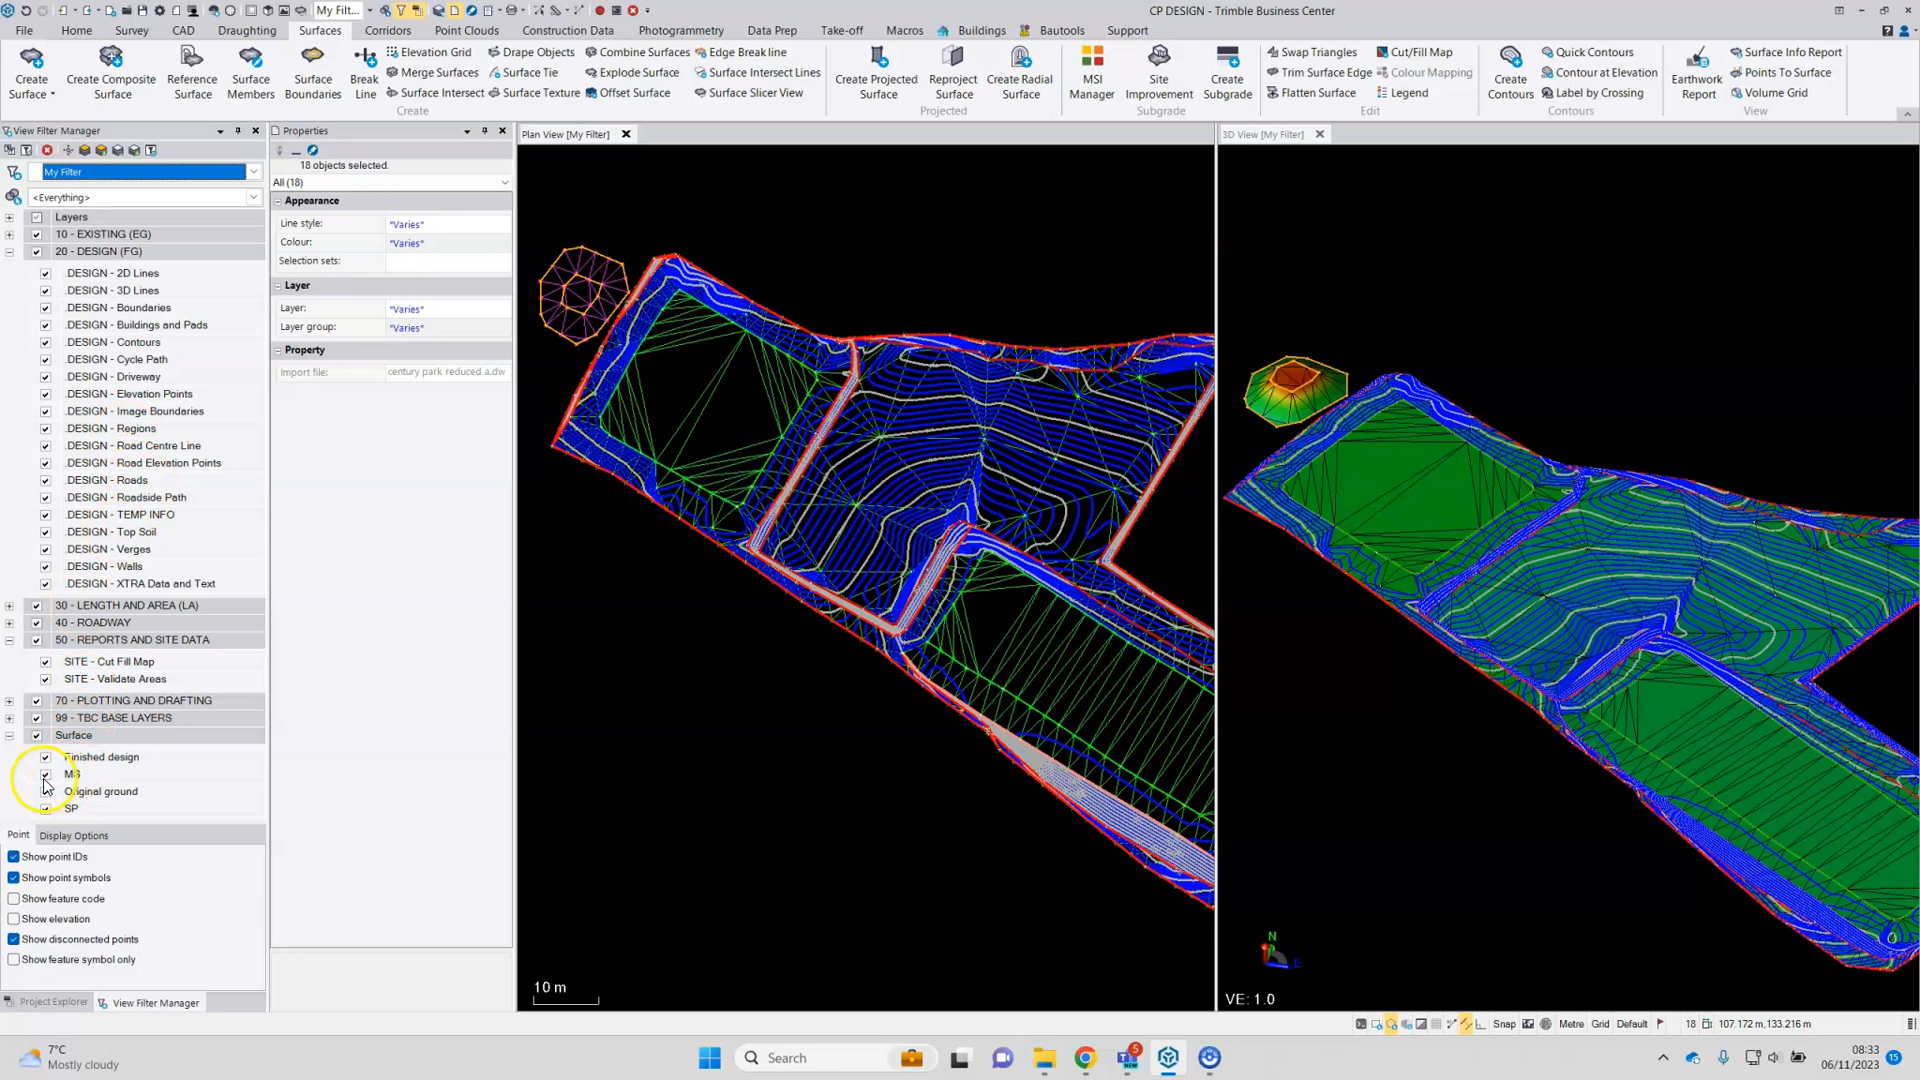 My Filt...
CP DESIGN - Trimble Business Center
File Home Survey CAD Draughting Surfaces Corridors Point Clouds Construction Data Photogrammetry Data Prep Take-off Macros Buildings Bautools Support
Create Surface
Create Composite Surface
Reference Surface
Surface Members
Surface Boundaries
Break Line
Elevation Grid
Merge Surfaces
Surface Intersect
Drape Objects
Surface Tie
Surface Texture
Combine Surfaces
Explode Surface
Offset Surface
Edge Breakline
Surface Intersect Lines
Surface Slicer View
Create
Create Projected Surface
Reproject Surface
Create Radial Surface
Projected
MSI Manager
Site Improvement
Create Subgrade
Subgrade
Swap Triangles
Trim Surface Edge
Flatten Surface
Cut/Fill Map
Colour Mapping
Legend
Edit
Create Contours
Quick Contours
Contour at Elevation
Label by Crossing
Contours
Earthwork Report
Surface Info Report
Points To Surface
Volume Grid
View
View Filter Manager
My Filter
<Everything>
Layers
10 - EXISTING (EG)
20 - DESIGN (FG)
.DESIGN - 2D Lines
.DESIGN - 3D Lines
.DESIGN - Boundaries
.DESIGN - Buildings and Pads
.DESIGN - Contours
.DESIGN - Cycle Path
.DESIGN - Driveway
.DESIGN - Elevation Points
.DESIGN - Image Boundaries
.DESIGN - Regions
.DESIGN - Road Centre Line
.DESIGN - Road Elevation Points
.DESIGN - Roads
.DESIGN - Roadside Path
.DESIGN - TEMP INFO
.DESIGN - Top Soil
.DESIGN - Verges
.DESIGN - Walls
.DESIGN - XTRA Data and Text
30 - LENGTH AND AREA (LA)
40 - ROADWAY
50 - REPORTS AND SITE DATA
SITE - Cut Fill Map
SITE - Validate Areas
70 - PLOTTING AND DRAFTING
99 - TBC BASE LAYERS
Surface
Finished design
MS
Original ground
SP
Point Display Options
Show point IDs
Show point symbols
Show feature code
Show elevation
Show disconnected points
Show feature symbol only
Project Explorer View Filter Manager
Properties
18 objects selected.
All (18)
Appearance
Line style: "Varies"
Colour: "Varies"
Selection sets:
Layer
Layer: "Varies"
Layer group: "Varies"
Property
Import file: century park reduced a.dw
Plan View [My Filter]
10 m
3D View [My Filter]
N
E
VE: 1.0
Snap Metre Grid Default 18 107.172 m,133.216 m
7°C
Mostly cloudy
Search
5
NEW
08:33
06/11/2023
15